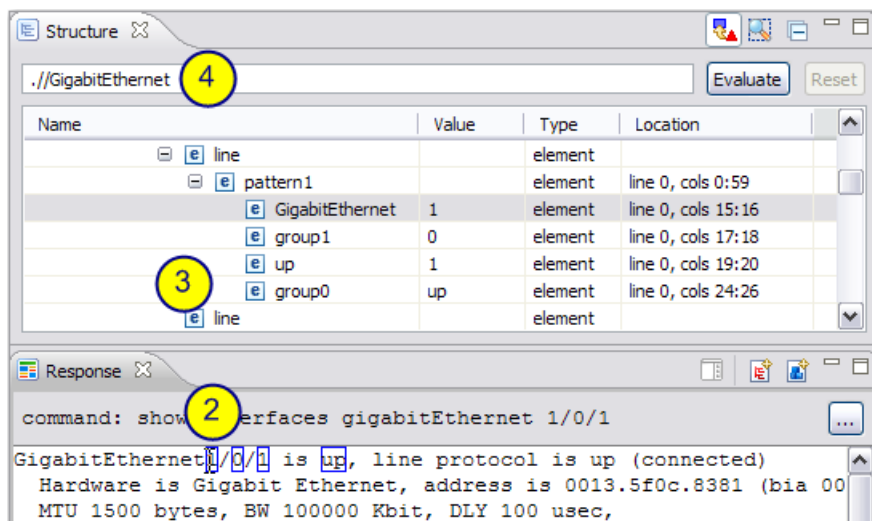 Structure
.//GigabitEthernet 4 Evaluate Reset
Name Value Type Location
line element
pattern1 element line 0, cols 0:59
GigabitEthernet 1 element line 0, cols 15:16
group1 0 element line 0, cols 17:18
up 1 element line 0, cols 19:20
3 group0 up element line 0, cols 24:26
line element
Response
command: show 2 erfaces gigabitEthernet 1/0/1 ...
GigabitEthernet1/0/1 is up, line protocol is up (connected)
Hardware is Gigabit Ethernet, address is 0013.5f0c.8381 (bia 00
MTU 1500 bytes, BW 100000 Kbit, DLY 100 usec,